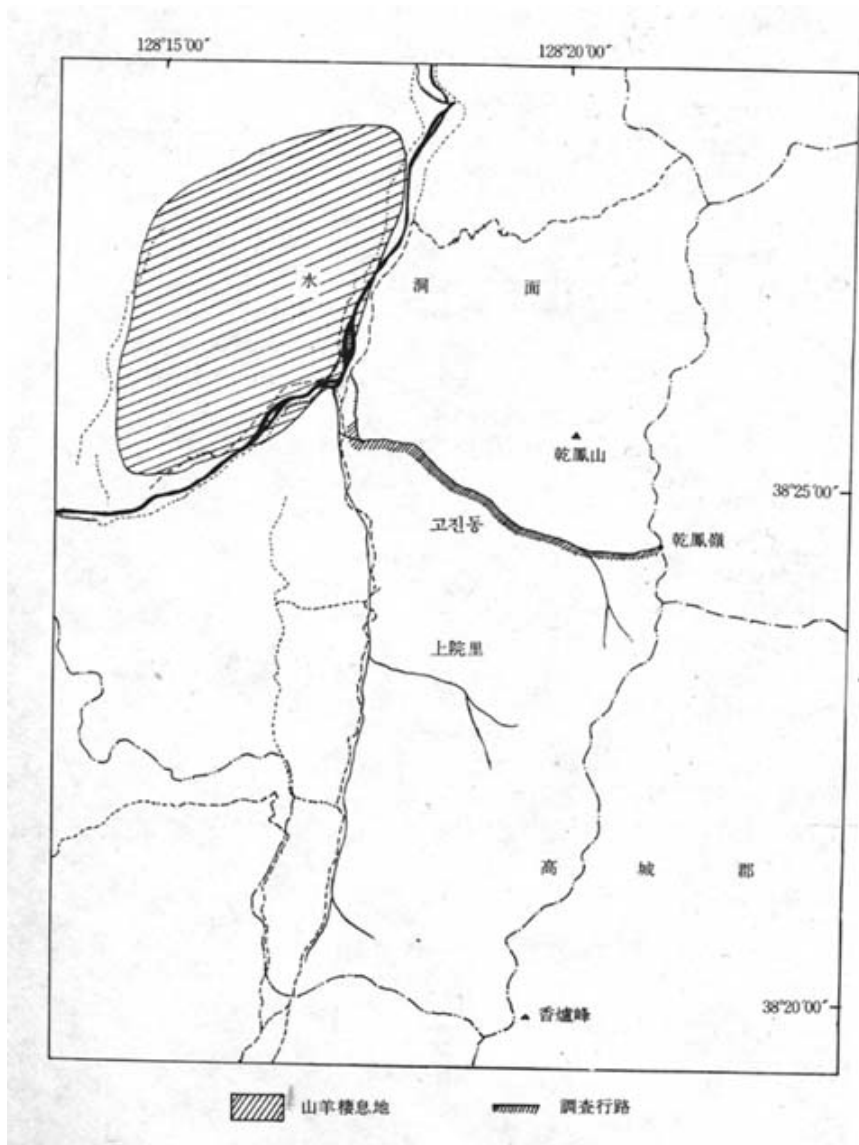 128°15′00″
128°20′00″
水洞面
乾鳳山
38°25′00″
乾鳳嶺
고진동
上院里
高城郡
38°20′00″
香爐峰
山羊棲息地
調査行路